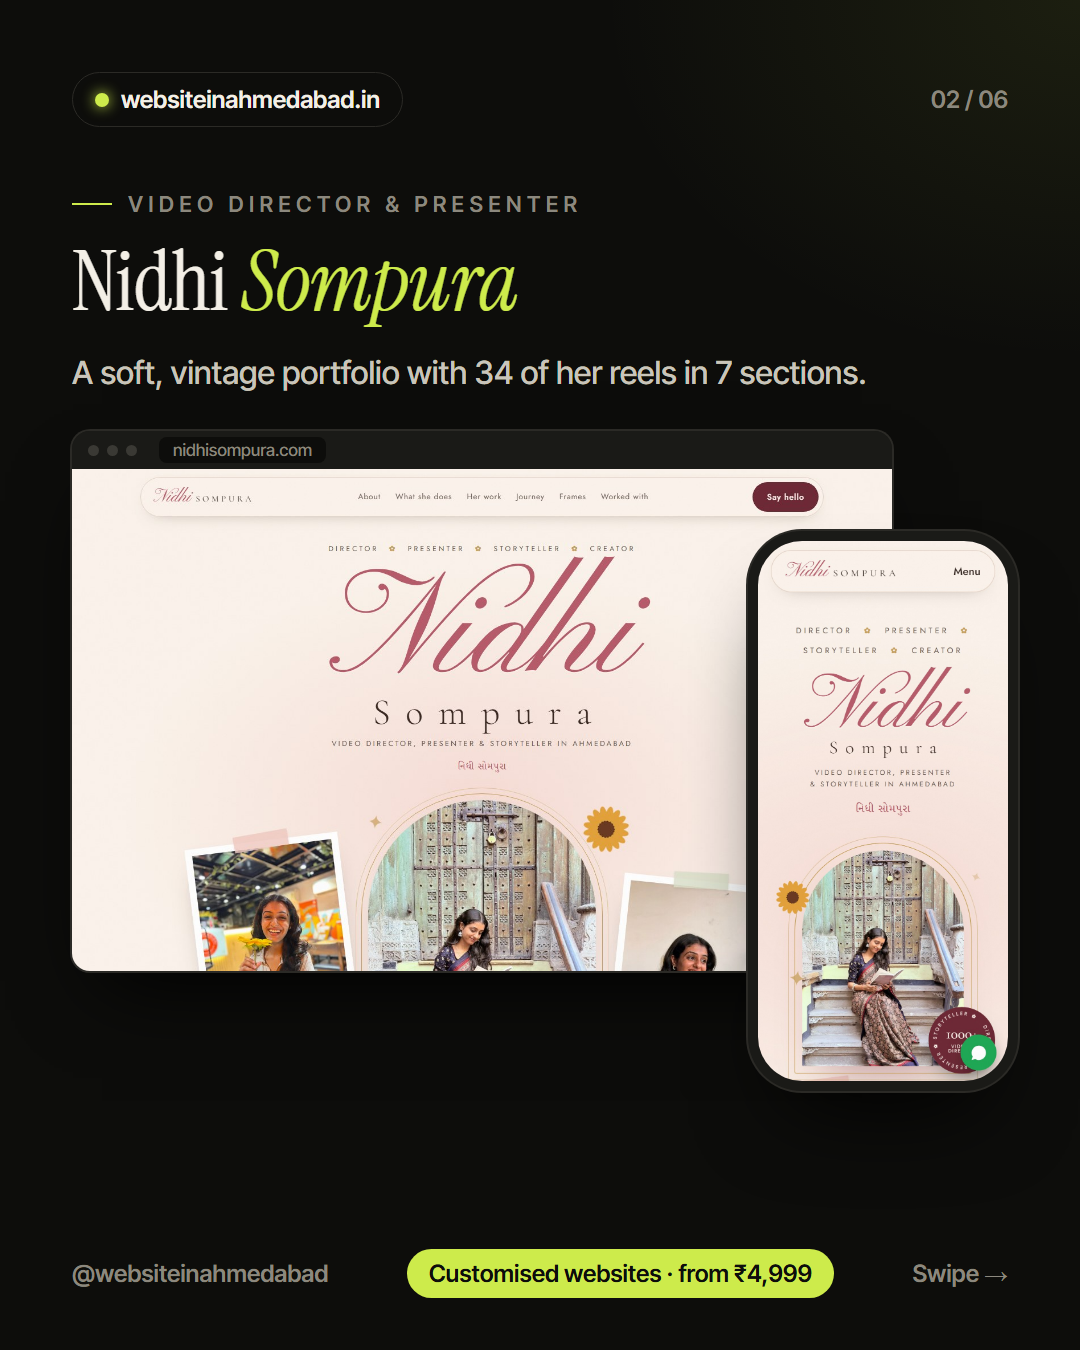 websiteinahmedabad.in
02 / 06
VIDEO DIRECTOR & PRESENTER
Nidhi Sompura
A soft, vintage portfolio with 34 of her reels in 7 sections.
nidhisompura.com
Nidhi SOMPURA
About What she does Her work Journey Frames Worked with
Say hello
DIRECTOR PRESENTER STORYTELLER CREATOR
Nidhi
Sompura
VIDEO DIRECTOR, PRESENTER & STORYTELLER IN AHMEDABAD
નિધી સોમપુરા
Nidhi SOMPURA
Menu
DIRECTOR PRESENTER
STORYTELLER CREATOR
Nidhi
Sompura
VIDEO DIRECTOR, PRESENTER
& STORYTELLER IN AHMEDABAD
નિધી સોમપુરા
STORYTELLER
PRESENTER
@websiteinahmedabad
Customised websites · from ₹4,999
Swipe →